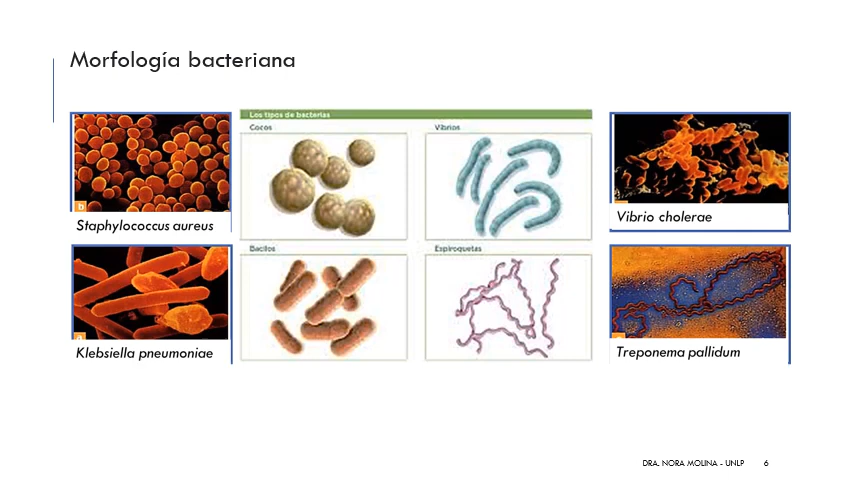 Morfología bacteriana
Los tipos de bacterias
Cocos
Vibrios
b
Staphylococcus aureus
Vibrio cholerae
Bacilos
Espiroquetas
Klebsiella pneumoniae
Treponema pallidum
DRA. NORA MOLINA - UNLP
6